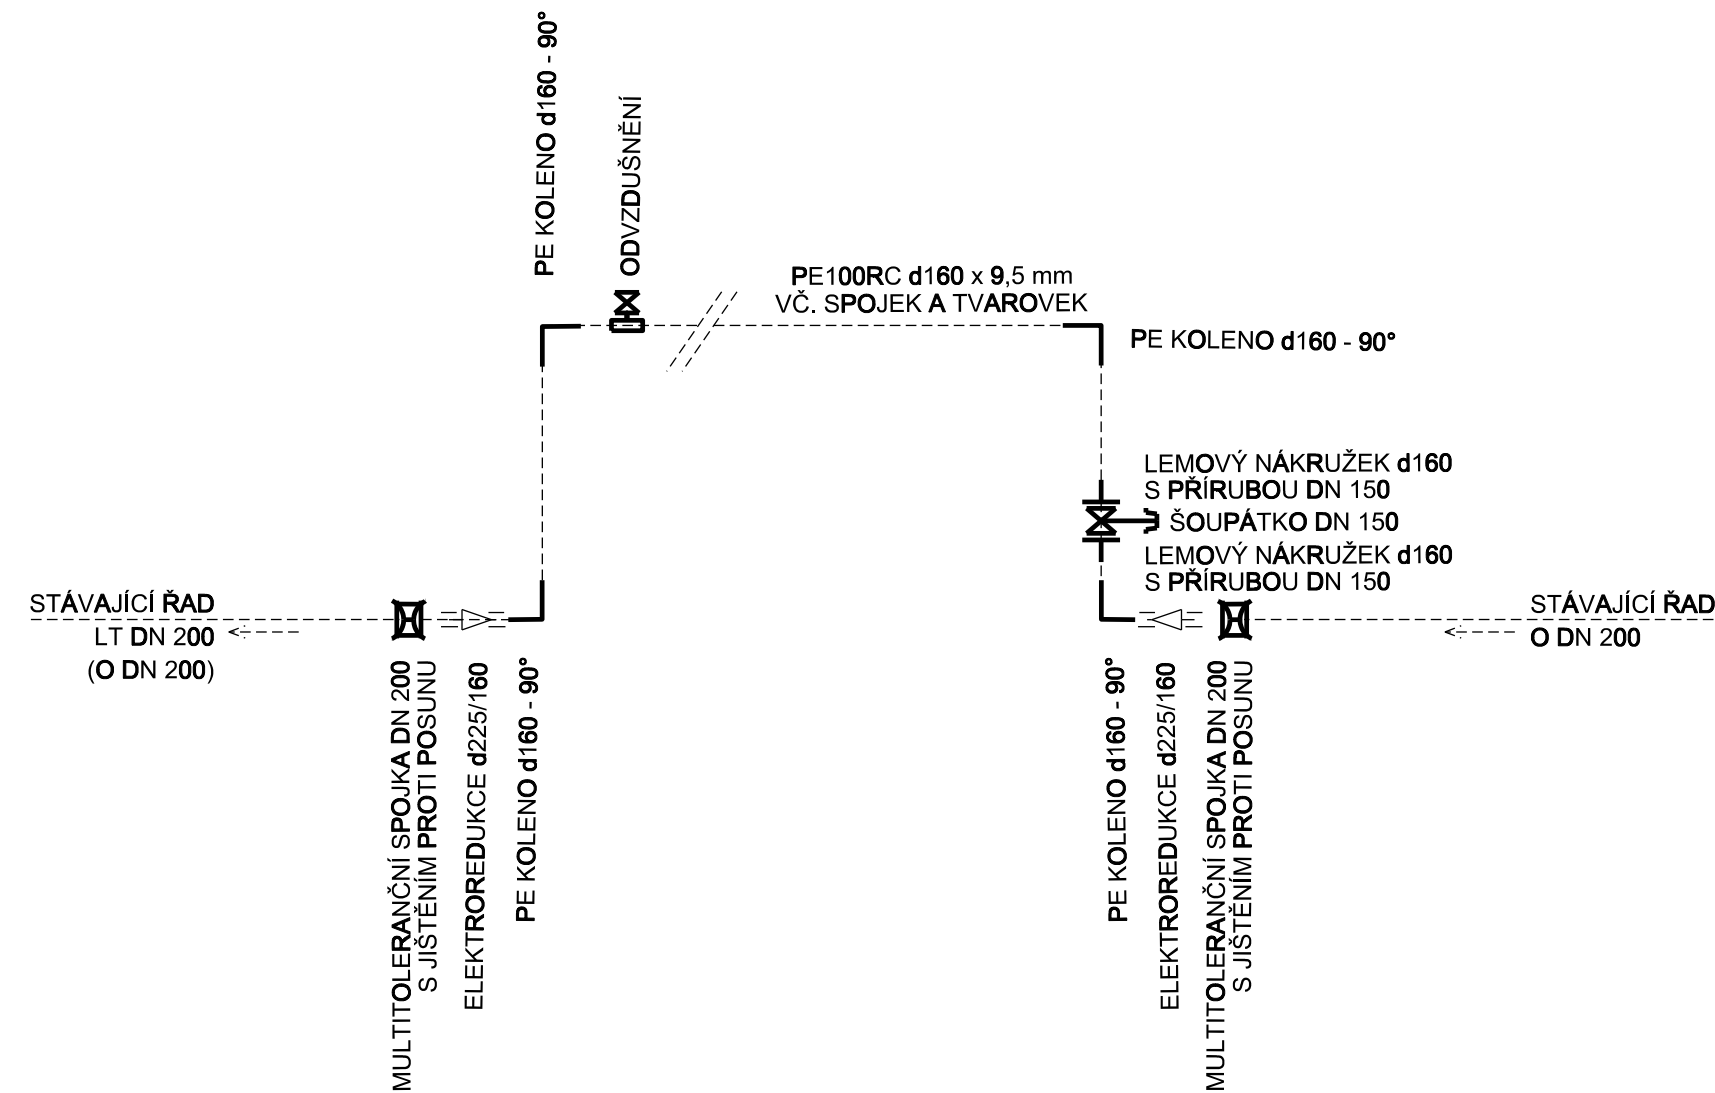 PE KOLENO d160 - 90°
ODVZDUŠNĚNÍ
PE100RC d160 x 9,5 mm
VČ. SPOJEK A TVAROVEK
PE KOLENO d160 - 90°
LEMOVÝ NÁKRUŽEK d160
S PŘÍRUBOU DN 150
ŠOUPÁTKO DN 150
LEMOVÝ NÁKRUŽEK d160
S PŘÍRUBOU DN 150
STÁVAJÍCÍ ŘAD
LT DN 200
(O DN 200)
STÁVAJÍCÍ ŘAD
O DN 200
MULTITOLERANČNÍ SPOJKA DN 200
S JIŠTĚNÍM PROTI POSUNU
ELEKTROREDUKCE d225/160
PE KOLENO d160 - 90°
PE KOLENO d160 - 90°
ELEKTROREDUKCE d225/160
MULTITOLERANČNÍ SPOJKA DN 200
S JIŠTĚNÍM PROTI POSUNU